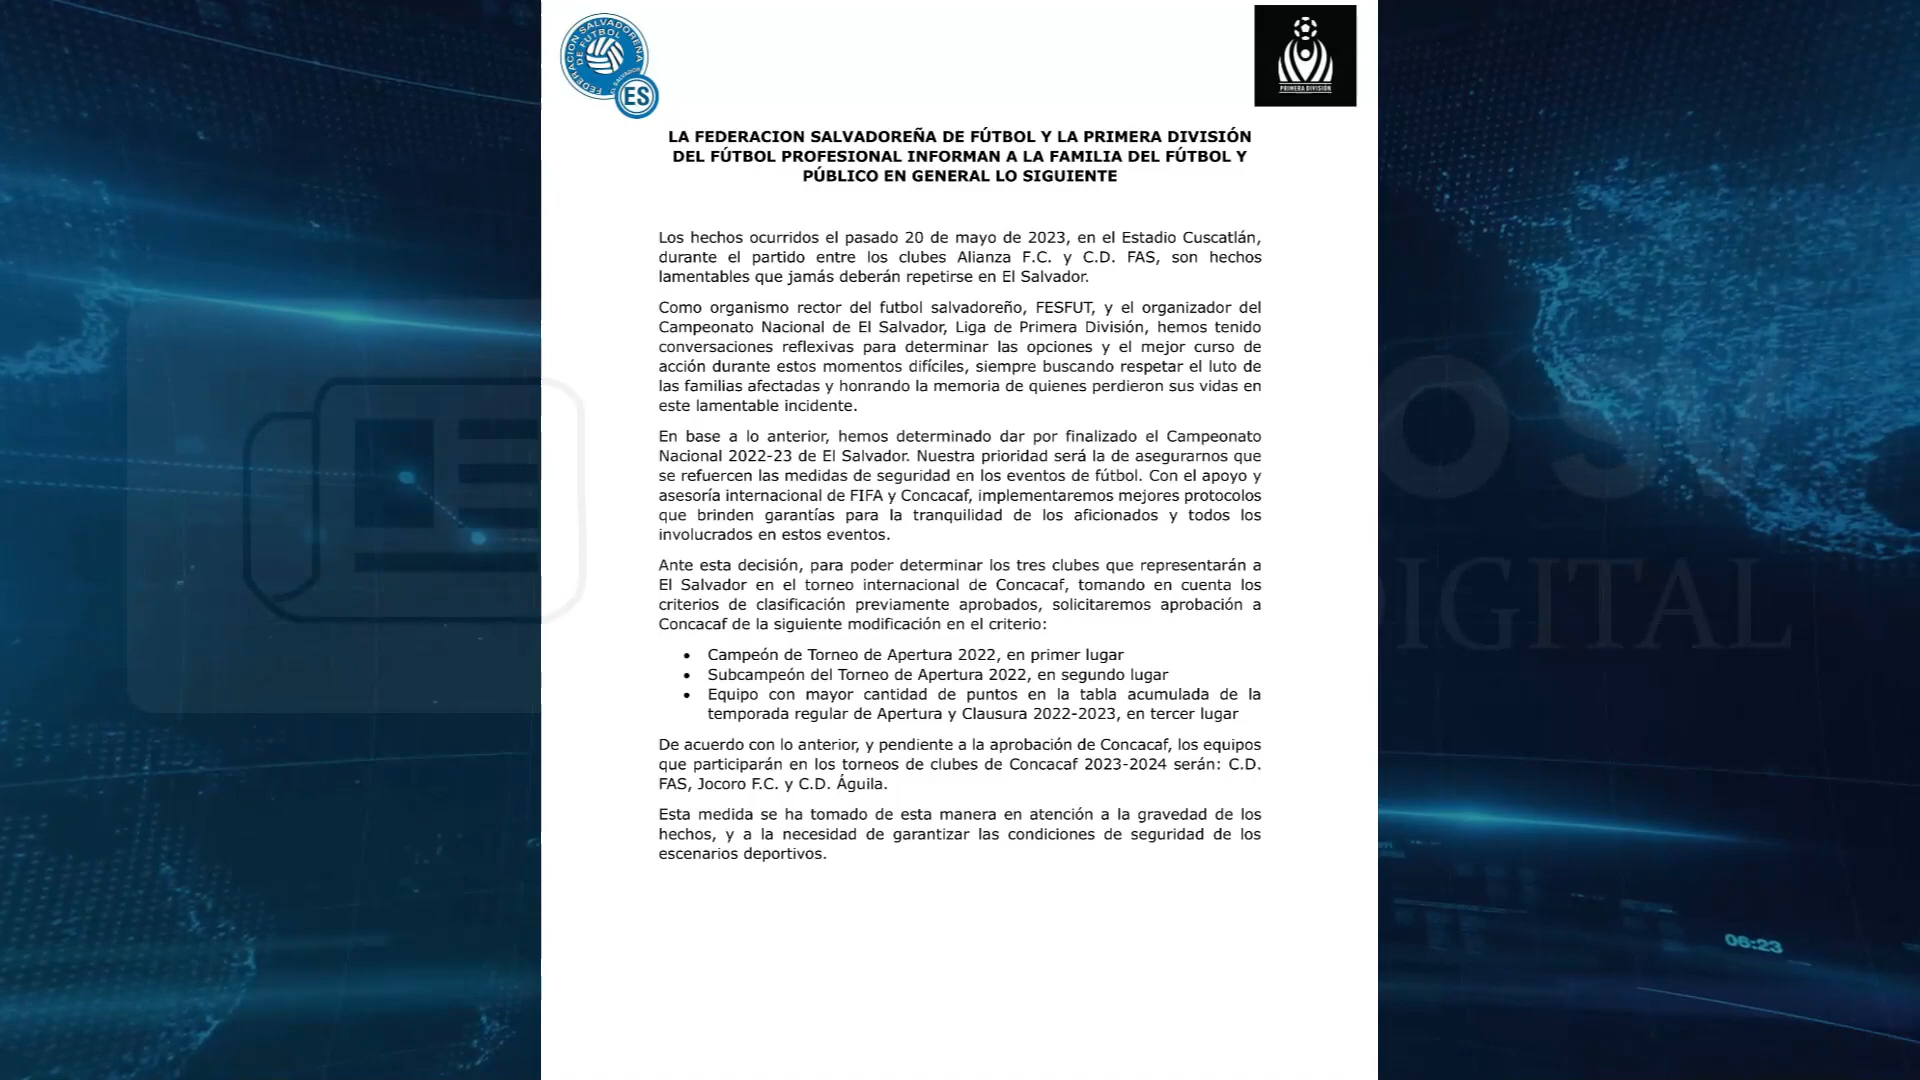 FEDERACION SALVADOREÑA
DE FUTBOL
EL SALVADOR
ES
PRIMERA DIVISIÓN
LA FEDERACION SALVADOREÑA DE FÚTBOL Y LA PRIMERA DIVISIÓN
DEL FÚTBOL PROFESIONAL INFORMAN A LA FAMILIA DEL FÚTBOL Y
PÚBLICO EN GENERAL LO SIGUIENTE
Los hechos ocurridos el pasado 20 de mayo de 2023, en el Estadio Cuscatlán,
durante el partido entre los clubes Alianza F.C. y C.D. FAS, son hechos
lamentables que jamás deberán repetirse en El Salvador.
Como organismo rector del futbol salvadoreño, FESFUT, y el organizador del
Campeonato Nacional de El Salvador, Liga de Primera División, hemos tenido
conversaciones reflexivas para determinar las opciones y el mejor curso de
acción durante estos momentos difíciles, siempre buscando respetar el luto de
las familias afectadas y honrando la memoria de quienes perdieron sus vidas en
este lamentable incidente.
En base a lo anterior, hemos determinado dar por finalizado el Campeonato
Nacional 2022-23 de El Salvador. Nuestra prioridad será la de asegurarnos que
se refuercen las medidas de seguridad en los eventos de fútbol. Con el apoyo y
asesoría internacional de FIFA y Concacaf, implementaremos mejores protocolos
que brinden garantías para la tranquilidad de los aficionados y todos los
involucrados en estos eventos.
Ante esta decisión, para poder determinar los tres clubes que representarán a
El Salvador en el torneo internacional de Concacaf, tomando en cuenta los
criterios de clasificación previamente aprobados, solicitaremos aprobación a
Concacaf de la siguiente modificación en el criterio:
• Campeón de Torneo de Apertura 2022, en primer lugar
• Subcampeón del Torneo de Apertura 2022, en segundo lugar
• Equipo con mayor cantidad de puntos en la tabla acumulada de la
temporada regular de Apertura y Clausura 2022-2023, en tercer lugar
De acuerdo con lo anterior, y pendiente a la aprobación de Concacaf, los equipos
que participarán en los torneos de clubes de Concacaf 2023-2024 serán: C.D.
FAS, Jocoro F.C. y C.D. Águila.
Esta medida se ha tomado de esta manera en atención a la gravedad de los
hechos, y a la necesidad de garantizar las condiciones de seguridad de los
escenarios deportivos.
OS
DIGITAL
06:23